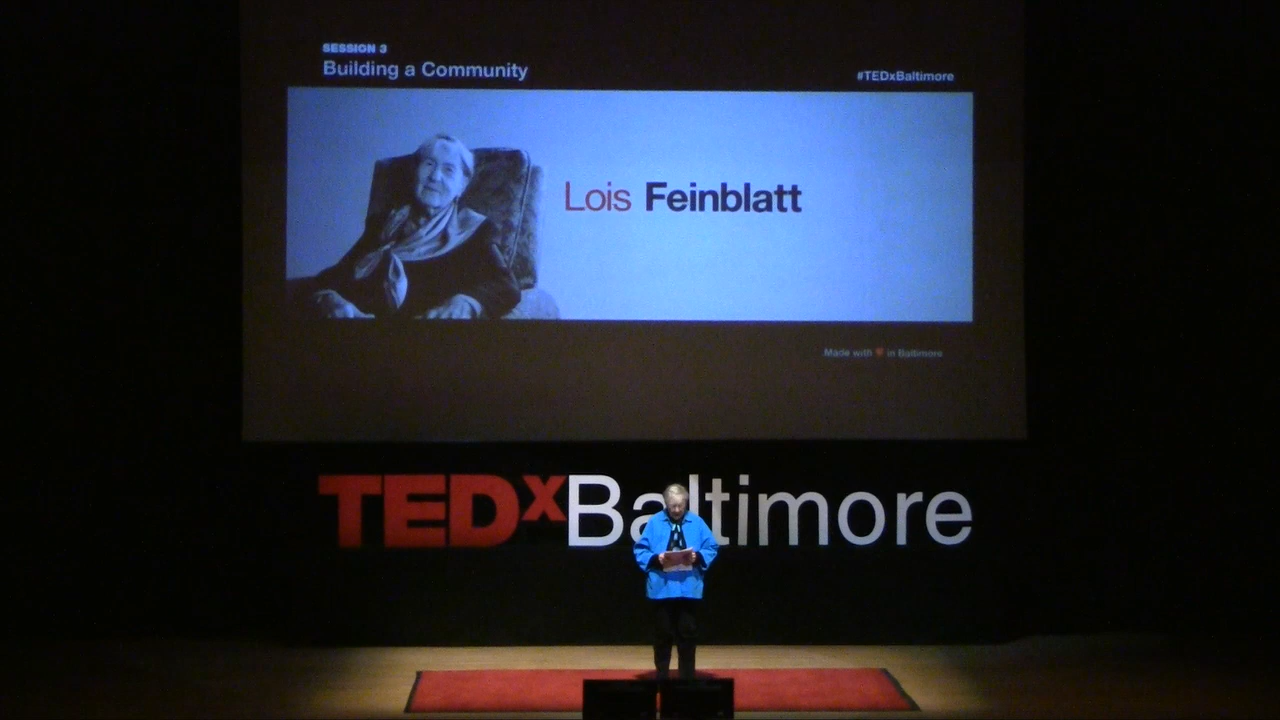 SESSION 3
Building a Community
#TEDxBaltimore
Lois Feinblatt
Made with ♥ in Baltimore
TEDxBaltimore